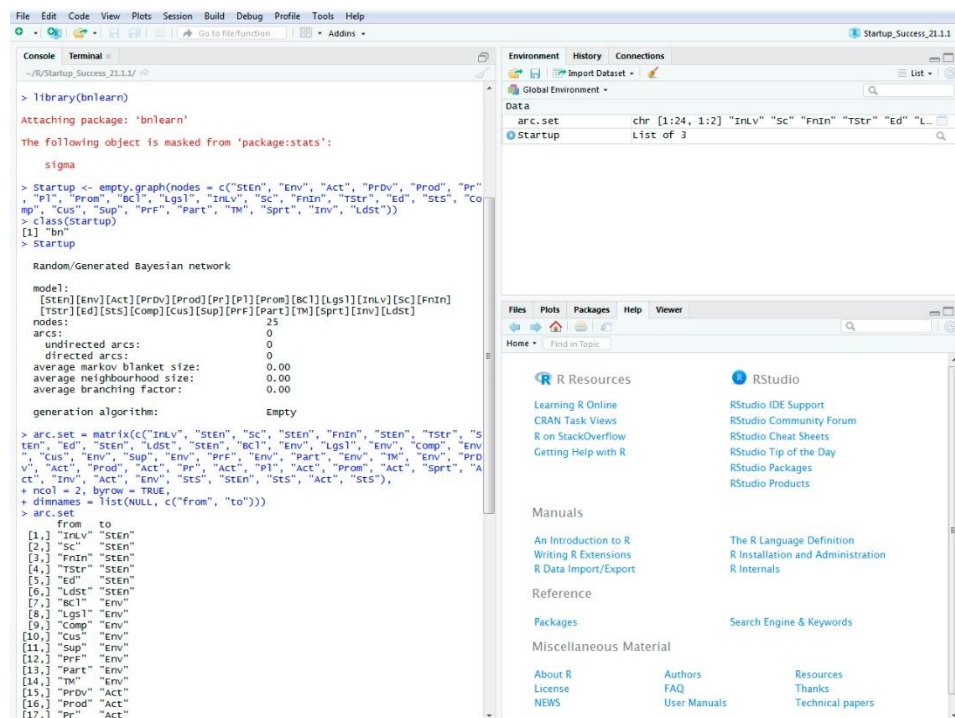 File Edit Code View Plots Session Build Debug Profile Tools Help
Go to file/function Addins
Startup_Success_21.1.1
Console Terminal
~/R/Startup_Success_21.1.1/
> library(bnlearn)
Attaching package: ‘bnlearn’
The following object is masked from ‘package:stats’:
sigma
> Startup <- empty.graph(nodes = c("StEn", "Env", "Act", "PrDv", "Prod", "Pr"
, "Pl", "Prom", "BCl", "Lgsl", "InLv", "Sc", "FnIn", "TStr", "Ed", "StS", "Co
mp", "Cus", "Sup", "PrF", "Part", "TM", "Sprt", "Inv", "LdSt"))
> class(Startup)
[1] "bn"
> Startup
Random/Generated Bayesian network
model:
[StEn][Env][Act][PrDv][Prod][Pr][Pl][Prom][BCl][Lgsl][InLv][Sc][FnIn]
[TStr][Ed][StS][Comp][Cus][Sup][PrF][Part][TM][Sprt][Inv][LdSt]
nodes: 25
arcs: 0
undirected arcs: 0
directed arcs: 0
average markov blanket size: 0.00
average neighbourhood size: 0.00
average branching factor: 0.00
generation algorithm: Empty
> arc.set = matrix(c("InLv", "StEn", "Sc", "StEn", "FnIn", "StEn", "TStr", "S
tEn", "Ed", "StEn", "LdSt", "StEn", "BCl", "Env", "Lgsl", "Env", "Comp", "Env
", "Cus", "Env", "Sup", "Env", "PrF", "Env", "Part", "Env", "TM", "Env", "PrD
v", "Act", "Prod", "Act", "Pr", "Act", "Pl", "Act", "Prom", "Act", "Sprt", "A
ct", "Inv", "Act", "Env", "StS", "StEn", "StS", "Act", "StS"),
+ ncol = 2, byrow = TRUE,
+ dimnames = list(NULL, c("from", "to")))
> arc.set
from to
[1,] "InLv" "StEn"
[2,] "Sc" "StEn"
[3,] "FnIn" "StEn"
[4,] "TStr" "StEn"
[5,] "Ed" "StEn"
[6,] "LdSt" "StEn"
[7,] "BCl" "Env"
[8,] "Lgsl" "Env"
[9,] "Comp" "Env"
[10,] "Cus" "Env"
[11,] "Sup" "Env"
[12,] "PrF" "Env"
[13,] "Part" "Env"
[14,] "TM" "Env"
[15,] "PrDv" "Act"
[16,] "Prod" "Act"
[17,] "Pr" "Act"
Environment History Connections
Import Dataset List
Global Environment
Data
arc.set chr [1:24, 1:2] "InLv" "Sc" "FnIn" "TStr" "Ed" "L…
Startup List of 3
Files Plots Packages Help Viewer
Home Find in Topic
R Resources
Learning R Online
CRAN Task Views
R on StackOverflow
Getting Help with R
RStudio
RStudio IDE Support
RStudio Community Forum
RStudio Cheat Sheets
RStudio Tip of the Day
RStudio Packages
RStudio Products
Manuals
An Introduction to R The R Language Definition
Writing R Extensions R Installation and Administration
R Data Import/Export R Internals
Reference
Packages Search Engine & Keywords
Miscellaneous Material
About R Authors Resources
License FAQ Thanks
NEWS User Manuals Technical papers